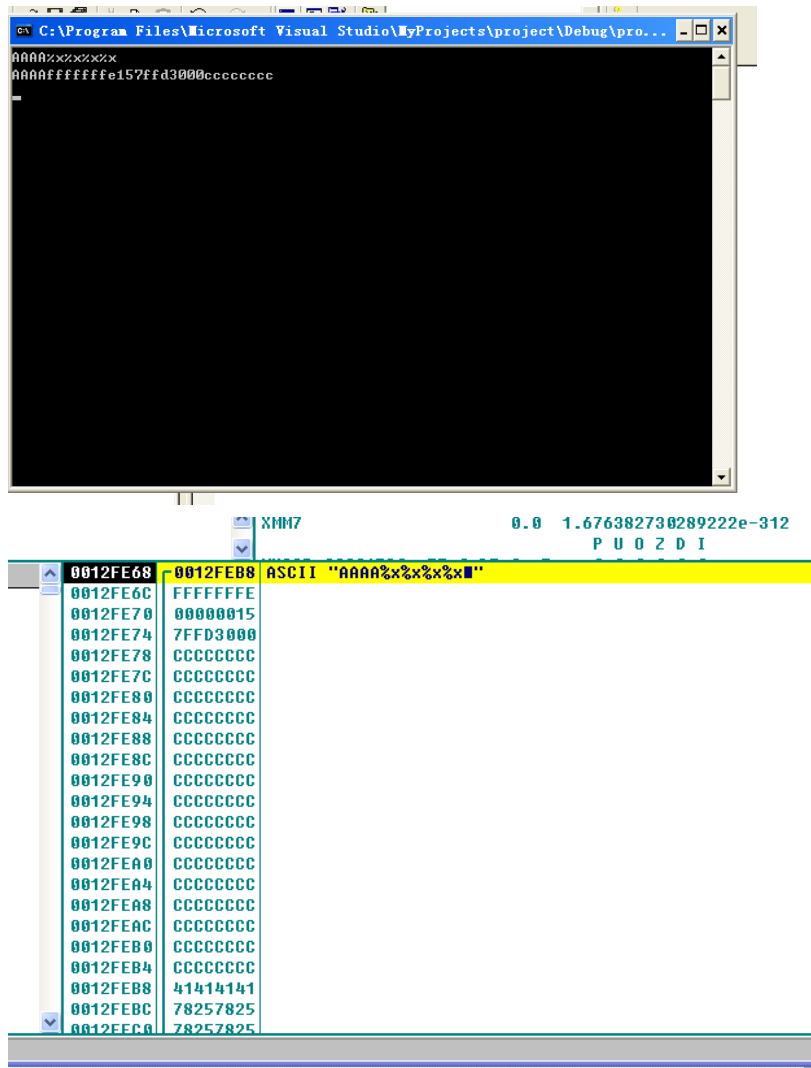 C:\Program Files\Microsoft Visual Studio\MyProjects\project\Debug\pro...
AAAA%x%x%x%x
AAAAfffffffe157ffd3000cccccccc
XMM7 0.0 1.676382730289222e-312
P U O Z D I
0012FE68 0012FEB8 ASCII "AAAA%x%x%x%x"
0012FE6C FFFFFFFE
0012FE70 00000015
0012FE74 7FFD3000
0012FE78 CCCCCCCC
0012FE7C CCCCCCCC
0012FE80 CCCCCCCC
0012FE84 CCCCCCCC
0012FE88 CCCCCCCC
0012FE8C CCCCCCCC
0012FE90 CCCCCCCC
0012FE94 CCCCCCCC
0012FE98 CCCCCCCC
0012FE9C CCCCCCCC
0012FEA0 CCCCCCCC
0012FEA4 CCCCCCCC
0012FEA8 CCCCCCCC
0012FEAC CCCCCCCC
0012FEB0 CCCCCCCC
0012FEB4 CCCCCCCC
0012FEB8 41414141
0012FEBC 78257825
0012FEC0 78257825